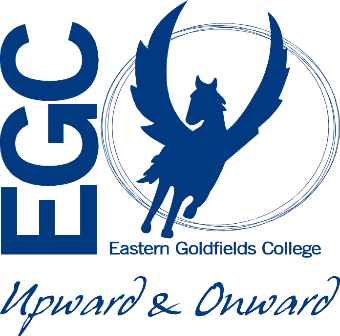 EGC
Eastern Goldfields College
Upward & Onward